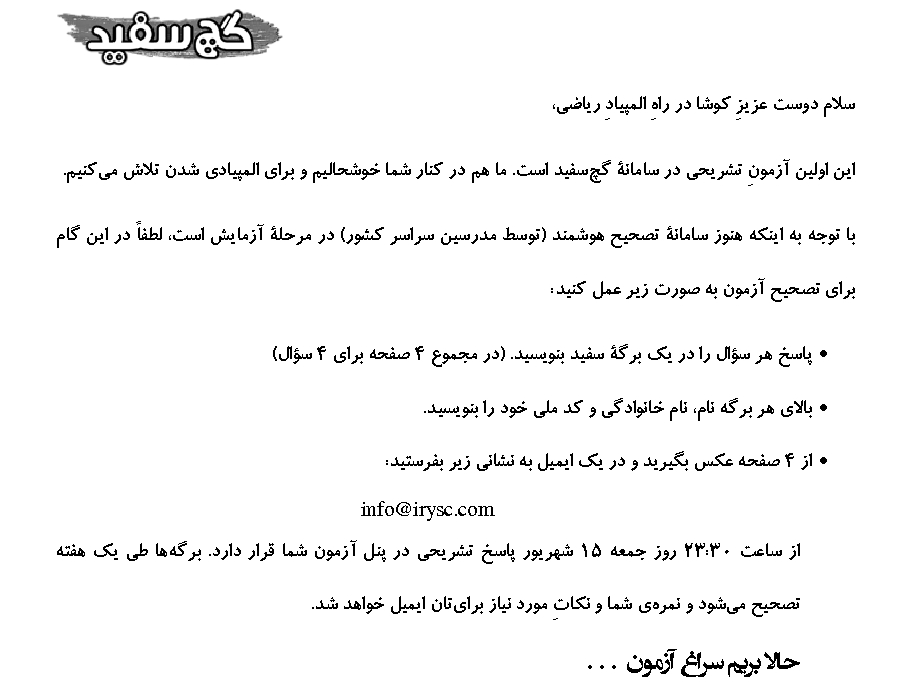 گچ سفید
سلام دوست عزیزِ کوشا در راهِ المپیادِ ریاضی،
این اولین آزمونِ تشریحی در سامانهٔ گچ‌سفید است. ما هم در کنار شما خوشحالیم و برای المپیادی شدن تلاش می‌کنیم.
با توجه به اینکه هنوز سامانهٔ تصحیح هوشمند (توسط مدرسین سراسر کشور) در مرحلهٔ آزمایش است، لطفاً در این گام
برای تصحیح آزمون به صورت زیر عمل کنید:
• پاسخ هر سؤال را در یک برگهٔ سفید بنویسید. (در مجموع ۴ صفحه برای ۴ سؤال)
• بالای هر برگه نام، نام خانوادگی و کد ملی خود را بنویسید.
• از ۴ صفحه عکس بگیرید و در یک ایمیل به نشانی زیر بفرستید:
info@irysc.com
از ساعت ۲۳:۳۰ روز جمعه ۱۵ شهریور پاسخ تشریحی در پنل آزمون شما قرار دارد. برگه‌ها طی یک هفته
تصحیح می‌شود و نمره‌ی شما و نکاتِ مورد نیاز برای‌تان ایمیل خواهد شد.
حالا بریم سراغ آزمون ...